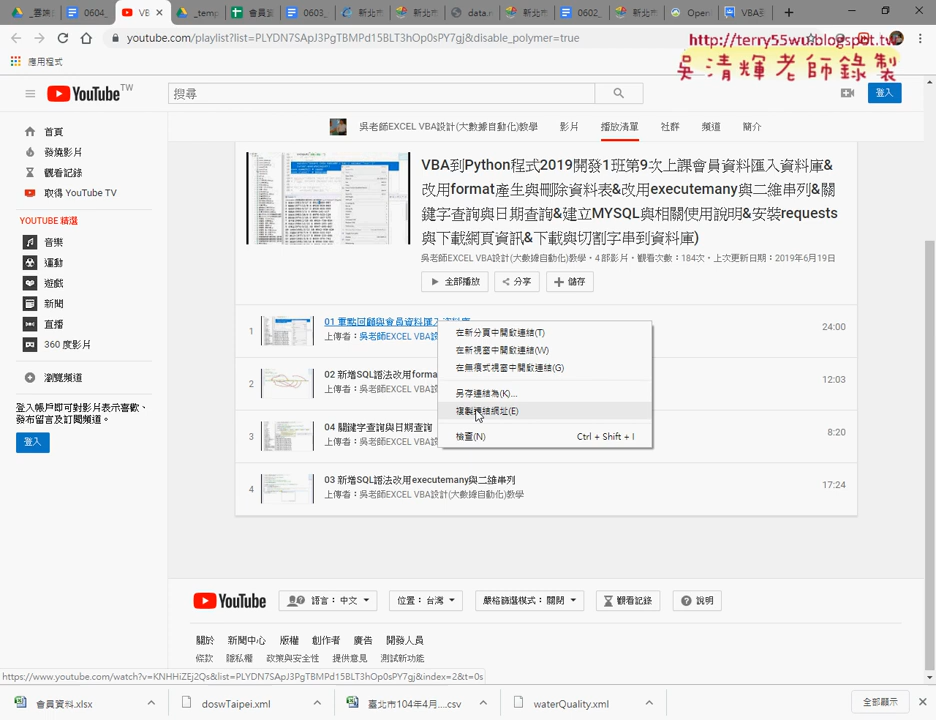 _雲端
0604_
VB
_temp
會員資
0603_
新北市
新北市
data.n
新北市
0602_
新北市
Open
VBA到
youtube.com/playlist?list=PLYDN7SApJ3PgTBMPd15BLT3hOp0sPY7gj&disable_polymer=true
http://terry55wu.blogspot.tw
吳清輝老師錄製
應用程式
YouTube TW
搜尋
登入
首頁
發燒影片
觀看記錄
取得 YouTube TV
YOUTUBE 精選
音樂
運動
遊戲
新聞
直播
360 度影片
瀏覽頻道
登入帳戶即可對影片表示喜歡、
發布留言及訂閱頻道!
登入
吳老師EXCEL VBA設計(大數據自動化)教學
影片
播放清單
社群
頻道
簡介
VBA到Python程式2019開發1班第9次上課會員資料匯入資料庫&
改用format產生與刪除資料表&改用executemany與二維串列&關
鍵字查詢與日期查詢&建立MYSQL與相關使用說明&安裝requests
與下載網頁資訊&下載與切割字串到資料庫)
吳老師EXCEL VBA設計(大數據自動化)教學・4 部影片・觀看次數:184次・上次更新日期:2019年6月19日
全部播放
分享
儲存
1
01 重點回顧與會員資料匯入資料庫
上傳者:吳老師EXCEL VBA
24:00
2
02 新增SQL語法改用forma
上傳者:吳老師EXCEL VB
12:03
3
04 關鍵字查詢與日期查詢
上傳者:吳老師EXCEL VB
8:20
4
03 新增SQL語法改用executemany與二維串列
上傳者:吳老師EXCEL VBA設計(大數據自動化)教學
17:24
在新分頁中開啟連結(T)
在新視窗中開啟連結(W)
在無痕式視窗中開啟連結(G)
另存連結為(K)...
複製連結網址(E)
檢查(N)
Ctrl + Shift + I
YouTube
語言:中文
位置:台灣
嚴格篩選模式:關閉
觀看記錄
說明
關於
新聞中心
版權
創作者
廣告
開發人員
條款
隱私權
政策與安全性
提供意見
測試新功能
https://www.youtube.com/watch?v=KNHHiZEj2Qs&list=PLYDN7SApJ3PgTBMPd15BLT3hOp0sPY7gj&index=2&t=0s
會員資料.xlsx
doswTaipei.xml
臺北市104年4月....csv
waterQuality.xml
全部顯示